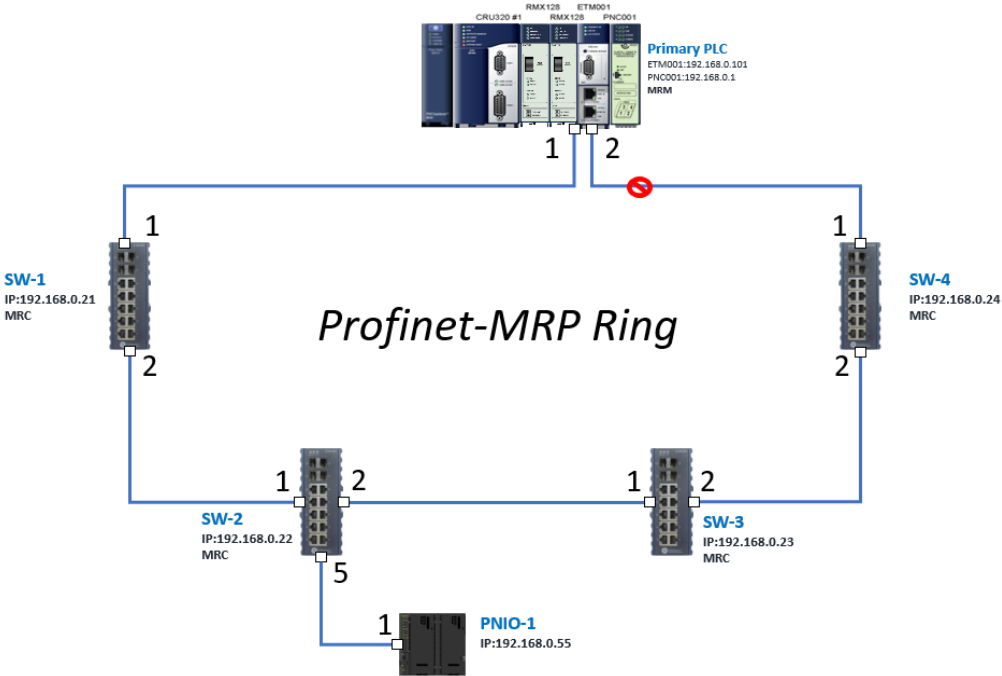 RMX128 ETM001
CRU320 #1 RMX128 PNC001
Primary PLC
ETM001:192.168.0.101
PNC001:192.168.0.1
MRM
1 2
1 1
SW-1
IP:192.168.0.21
MRC
SW-4
IP:192.168.0.24
MRC
Profinet-MRP Ring
2 2
1 2 1 2
SW-2
IP:192.168.0.22
MRC
SW-3
IP:192.168.0.23
MRC
5
1
PNIO-1
IP:192.168.0.55